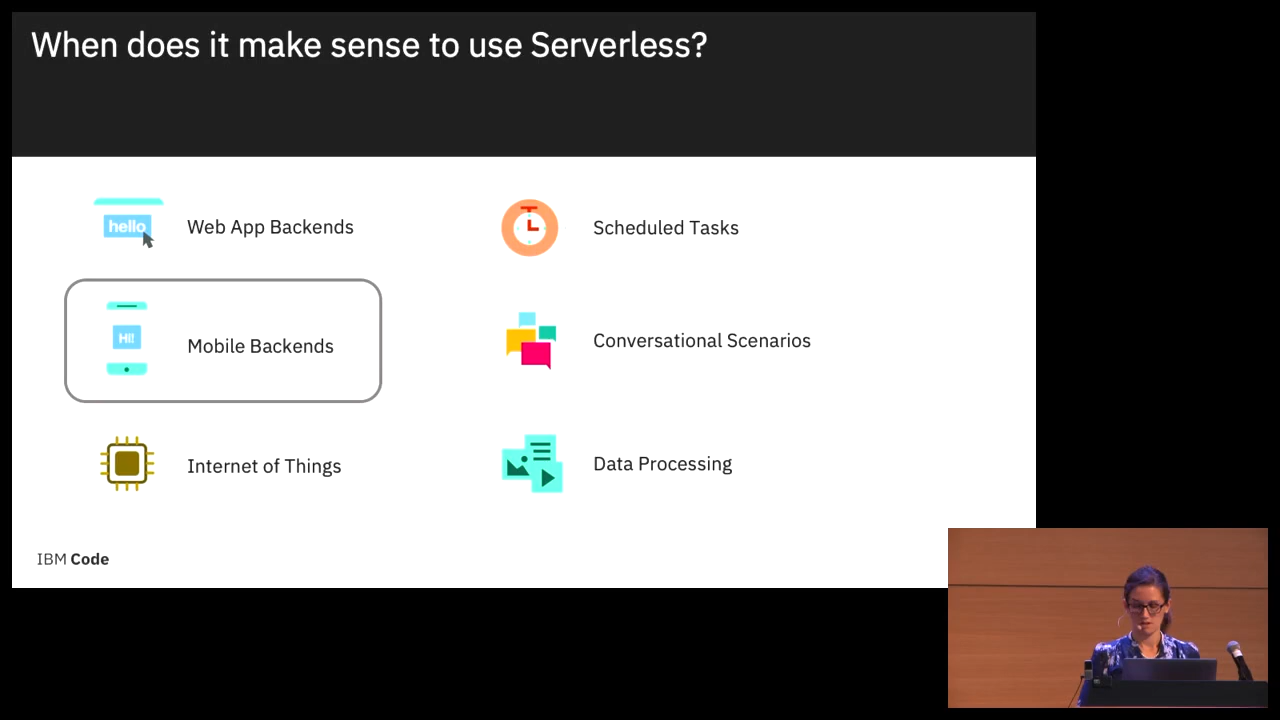 When does it make sense to use Serverless?
hello
Web App Backends
Scheduled Tasks
Hi!
Mobile Backends
Conversational Scenarios
Internet of Things
Data Processing
IBM Code